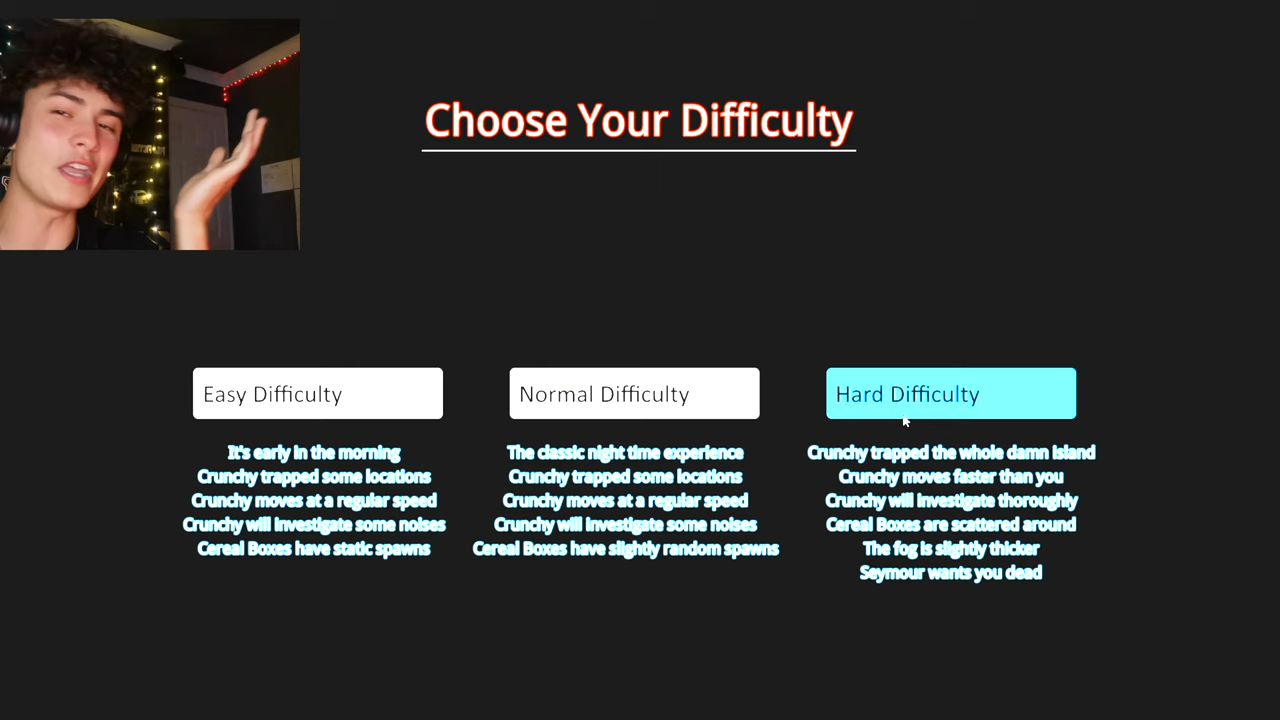 Choose Your Difficulty
Easy Difficulty
It's early in the morning
Crunchy trapped some locations
Crunchy moves at a regular speed
Crunchy will investigate some noises
Cereal Boxes have static spawns
Normal Difficulty
The classic night time experience
Crunchy trapped some locations
Crunchy moves at a regular speed
Crunchy will investigate some noises
Cereal Boxes have slightly random spawns
Hard Difficulty
Crunchy trapped the whole damn island
Crunchy moves faster than you
Crunchy will investigate thoroughly
Cereal Boxes are scattered around
The fog is slightly thicker
Seymour wants you dead